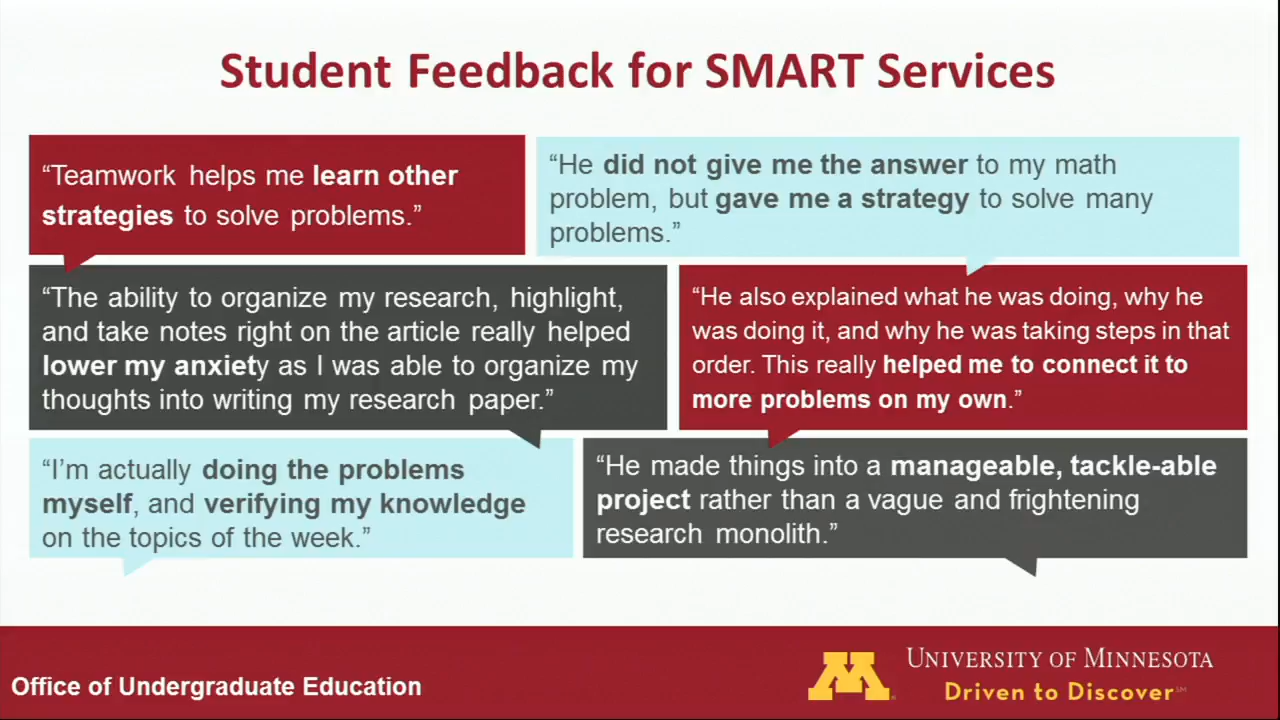 Student Feedback for SMART Services
“Teamwork helps me learn other
strategies to solve problems.”
“He did not give me the answer to my math
problem, but gave me a strategy to solve many
problems.”
“The ability to organize my research, highlight,
and take notes right on the article really helped
lower my anxiety as I was able to organize my
thoughts into writing my research paper.”
“He also explained what he was doing, why he
was doing it, and why he was taking steps in that
order. This really helped me to connect it to
more problems on my own.”
“I’m actually doing the problems
myself, and verifying my knowledge
on the topics of the week.”
“He made things into a manageable, tackle-able
project rather than a vague and frightening
research monolith.”
Office of Undergraduate Education
M
UNIVERSITY OF MINNESOTA
Driven to Discover℠